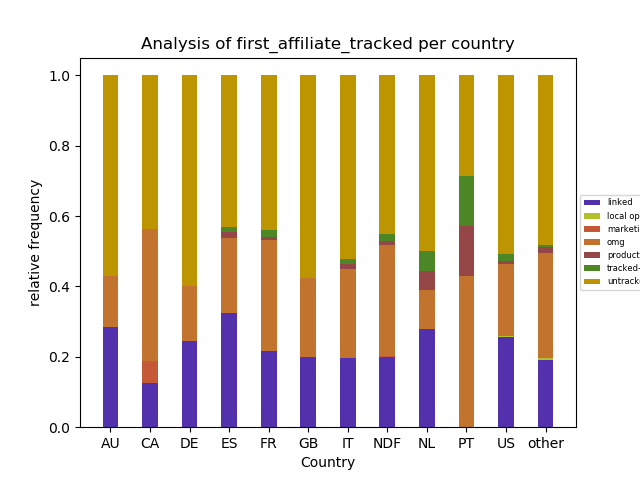 Analysis of first_affiliate_tracked per country
relative frequency
1.0
0.8
0.6
0.4
0.2
0.0
AU CA DE ES FR GB IT NDF NL PT US other
Country
linked
local op
marketi
omg
product
tracked-
untrack